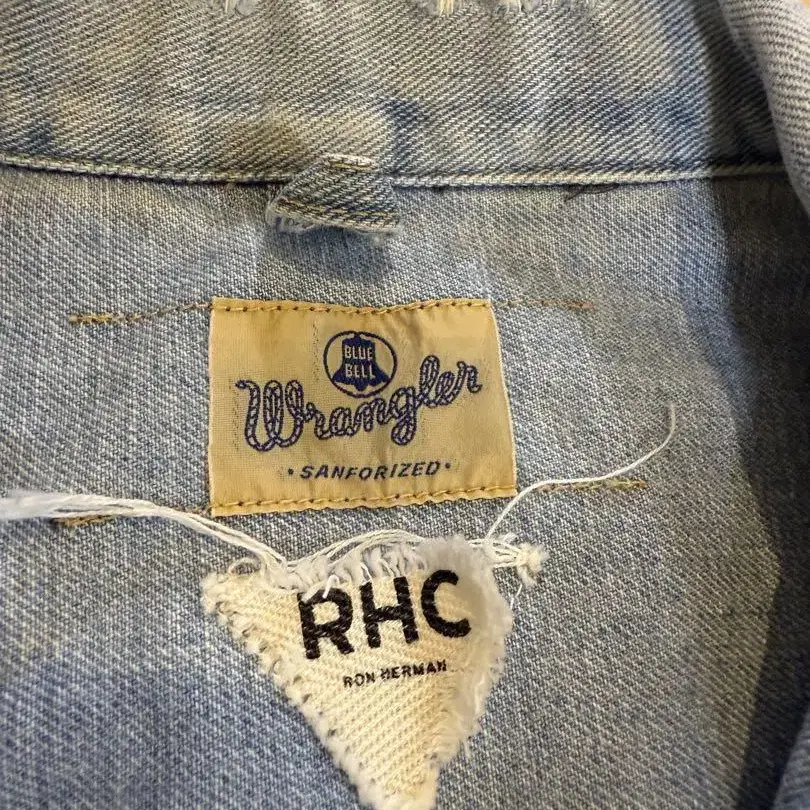 BLUE
BELL
Wrangler
• SANFORIZED •
RHC
RON HERMAN